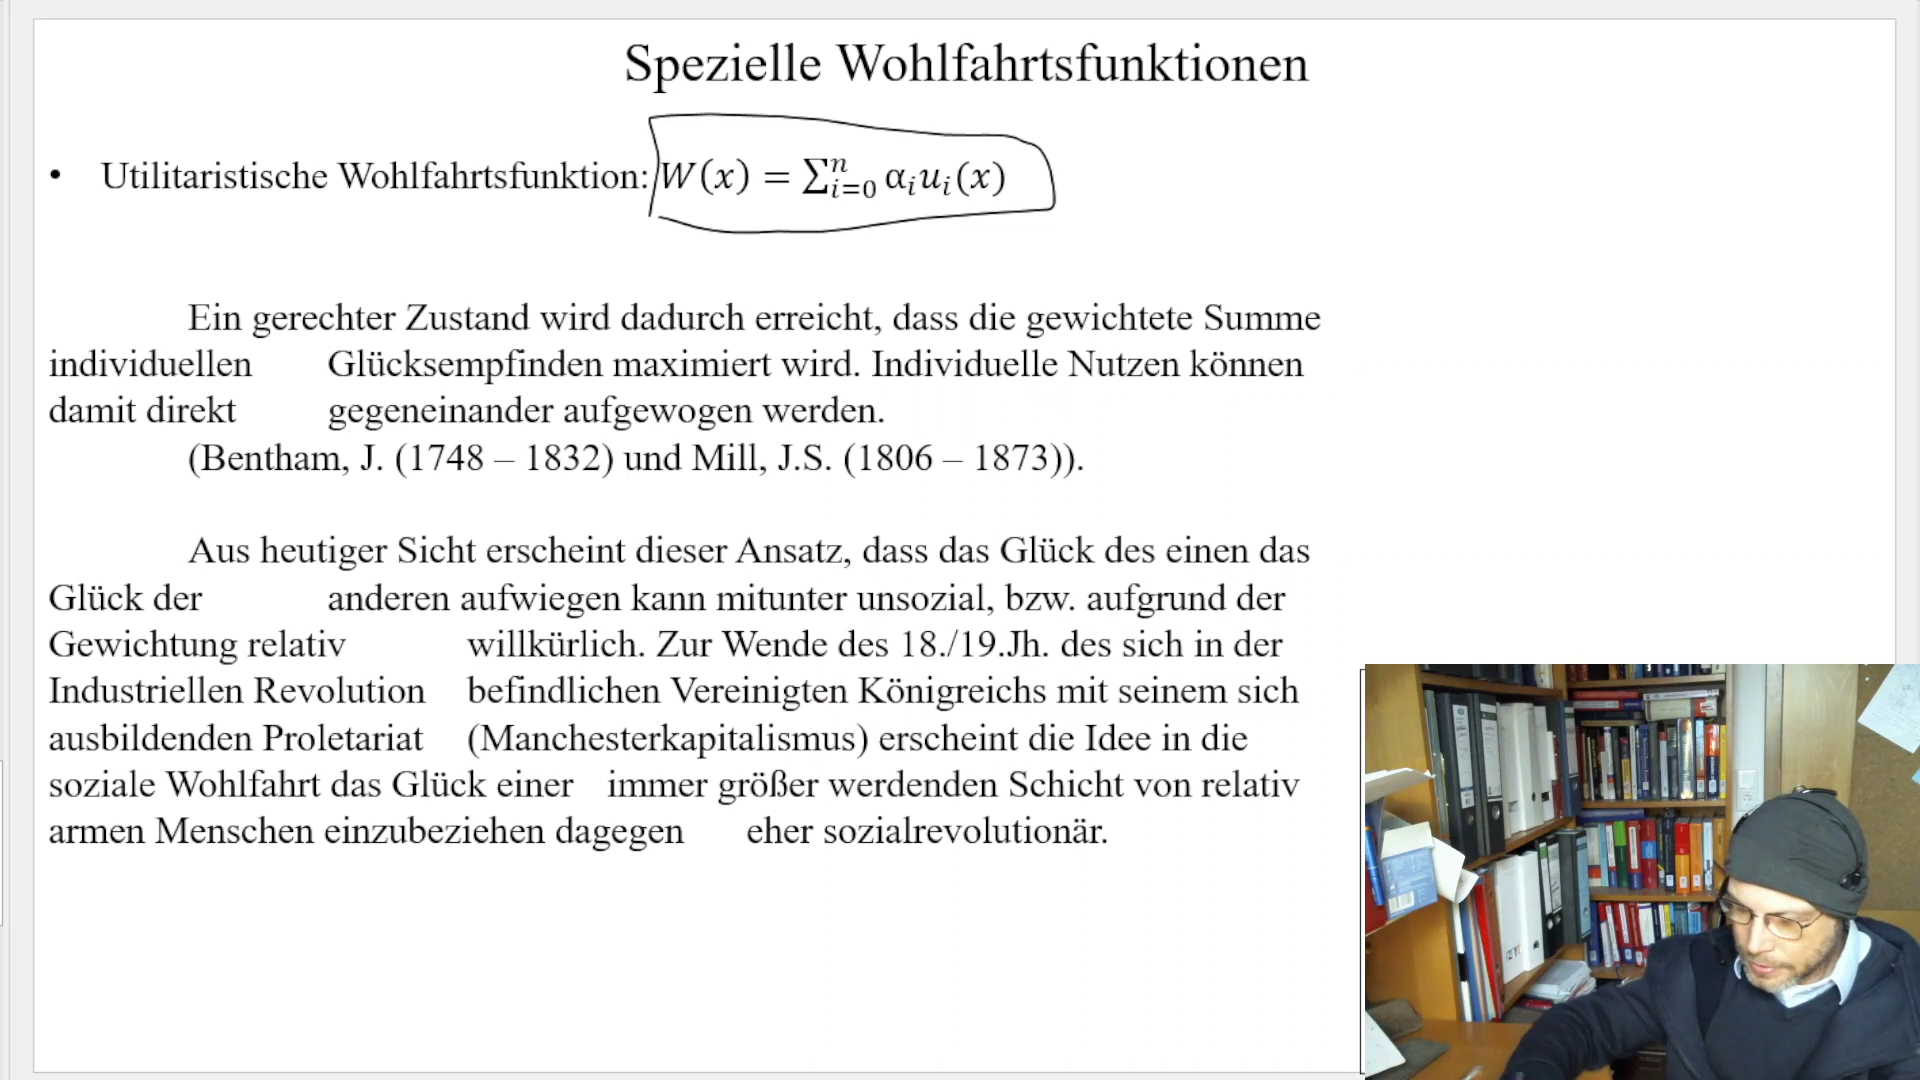 Spezielle Wohlfahrtsfunktionen
• Utilitaristische Wohlfahrtsfunktion: W(x) = ∑ⁿᵢ₌₀ αᵢuᵢ(x)
Ein gerechter Zustand wird dadurch erreicht, dass die gewichtete Summe
individuellen Glücksempfinden maximiert wird. Individuelle Nutzen können
damit direkt gegeneinander aufgewogen werden.
(Bentham, J. (1748 – 1832) und Mill, J.S. (1806 – 1873)).
Aus heutiger Sicht erscheint dieser Ansatz, dass das Glück des einen das
Glück der anderen aufwiegen kann mitunter unsozial, bzw. aufgrund der
Gewichtung relativ willkürlich. Zur Wende des 18./19.Jh. des sich in der
Industriellen Revolution befindlichen Vereinigten Königreichs mit seinem sich
ausbildenden Proletariat (Manchesterkapitalismus) erscheint die Idee in die
soziale Wohlfahrt das Glück einer immer größer werdenden Schicht von relativ
armen Menschen einzubeziehen dagegen eher sozialrevolutionär.